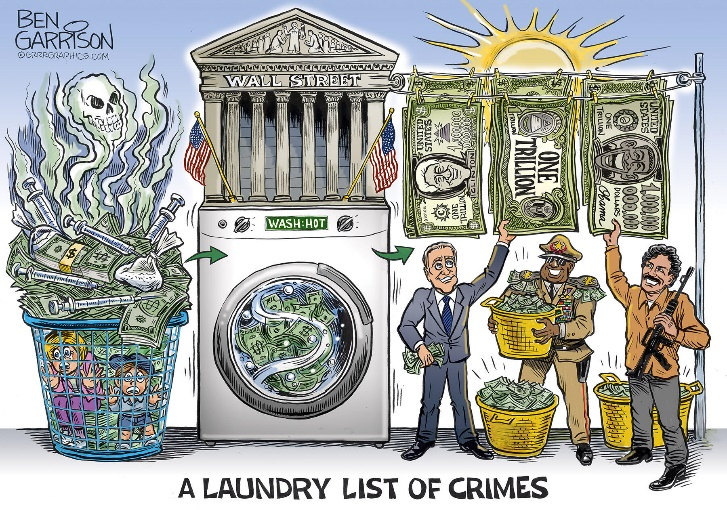 BEN
GARRISON
©GRRRGRAPHICS.COM
WALL STREET
WASH:HOT
ONE
TRILLION
A LAUNDRY LIST OF CRIMES